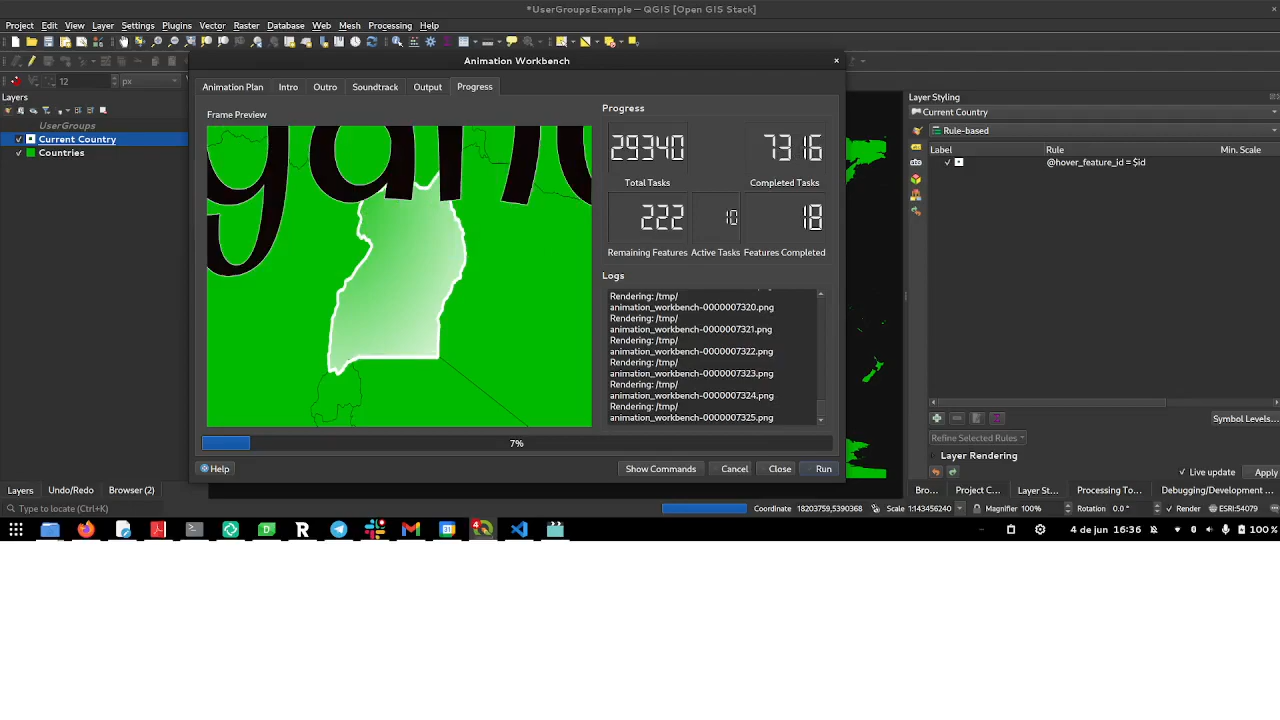 *UserGroupsExample — QGIS [Open GIS Stack]
Project Edit View Layer Settings Plugins Vector Raster Database Web Mesh Processing Help
12 px
Animation Workbench
Animation Plan Intro Outro Soundtrack Output Progress
Layers
UserGroups
Current Country
Countries
Frame Preview
Progress
29340 7316
Total Tasks Completed Tasks
222 10 18
Remaining Features Active Tasks Features Completed
Logs
Rendering: /tmp/
animation_workbench-0000007320.png
Rendering: /tmp/
animation_workbench-0000007321.png
Rendering: /tmp/
animation_workbench-0000007322.png
Rendering: /tmp/
animation_workbench-0000007323.png
Rendering: /tmp/
animation_workbench-0000007324.png
Rendering: /tmp/
animation_workbench-0000007325.png
7%
Help Show Commands Cancel Close Run
Layer Styling
Current Country
Rule-based
Label Rule Min. Scale
@hover_feature_id = $id
Symbol Levels...
Refine Selected Rules
Layer Rendering
Live update Apply
Layers Undo/Redo Browser (2) Bro... Project C... Layer St... Processing To... Debugging/Development ...
Type to locate (Ctrl+K) Coordinate 18203759,5390368 Scale 1:143456240 Magnifier 100% Rotation 0.0 ° Render ESRI:54079
4 4 de jun 16:36 100 %